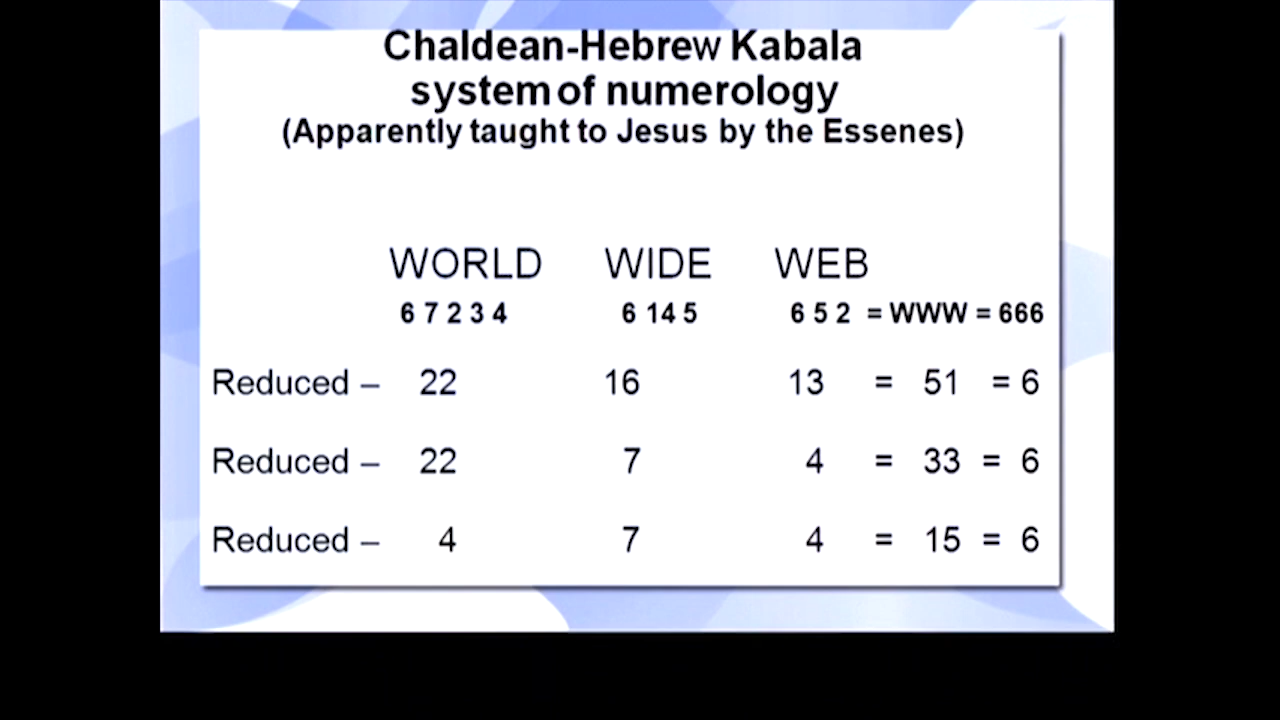 Chaldean-Hebrew Kabala
system of numerology
(Apparently taught to Jesus by the Essenes)
WORLD WIDE WEB
6 7 2 3 4 6 14 5 6 5 2 = WWW = 666
Reduced – 22 16 13 = 51 = 6
Reduced – 22 7 4 = 33 = 6
Reduced – 4 7 4 = 15 = 6